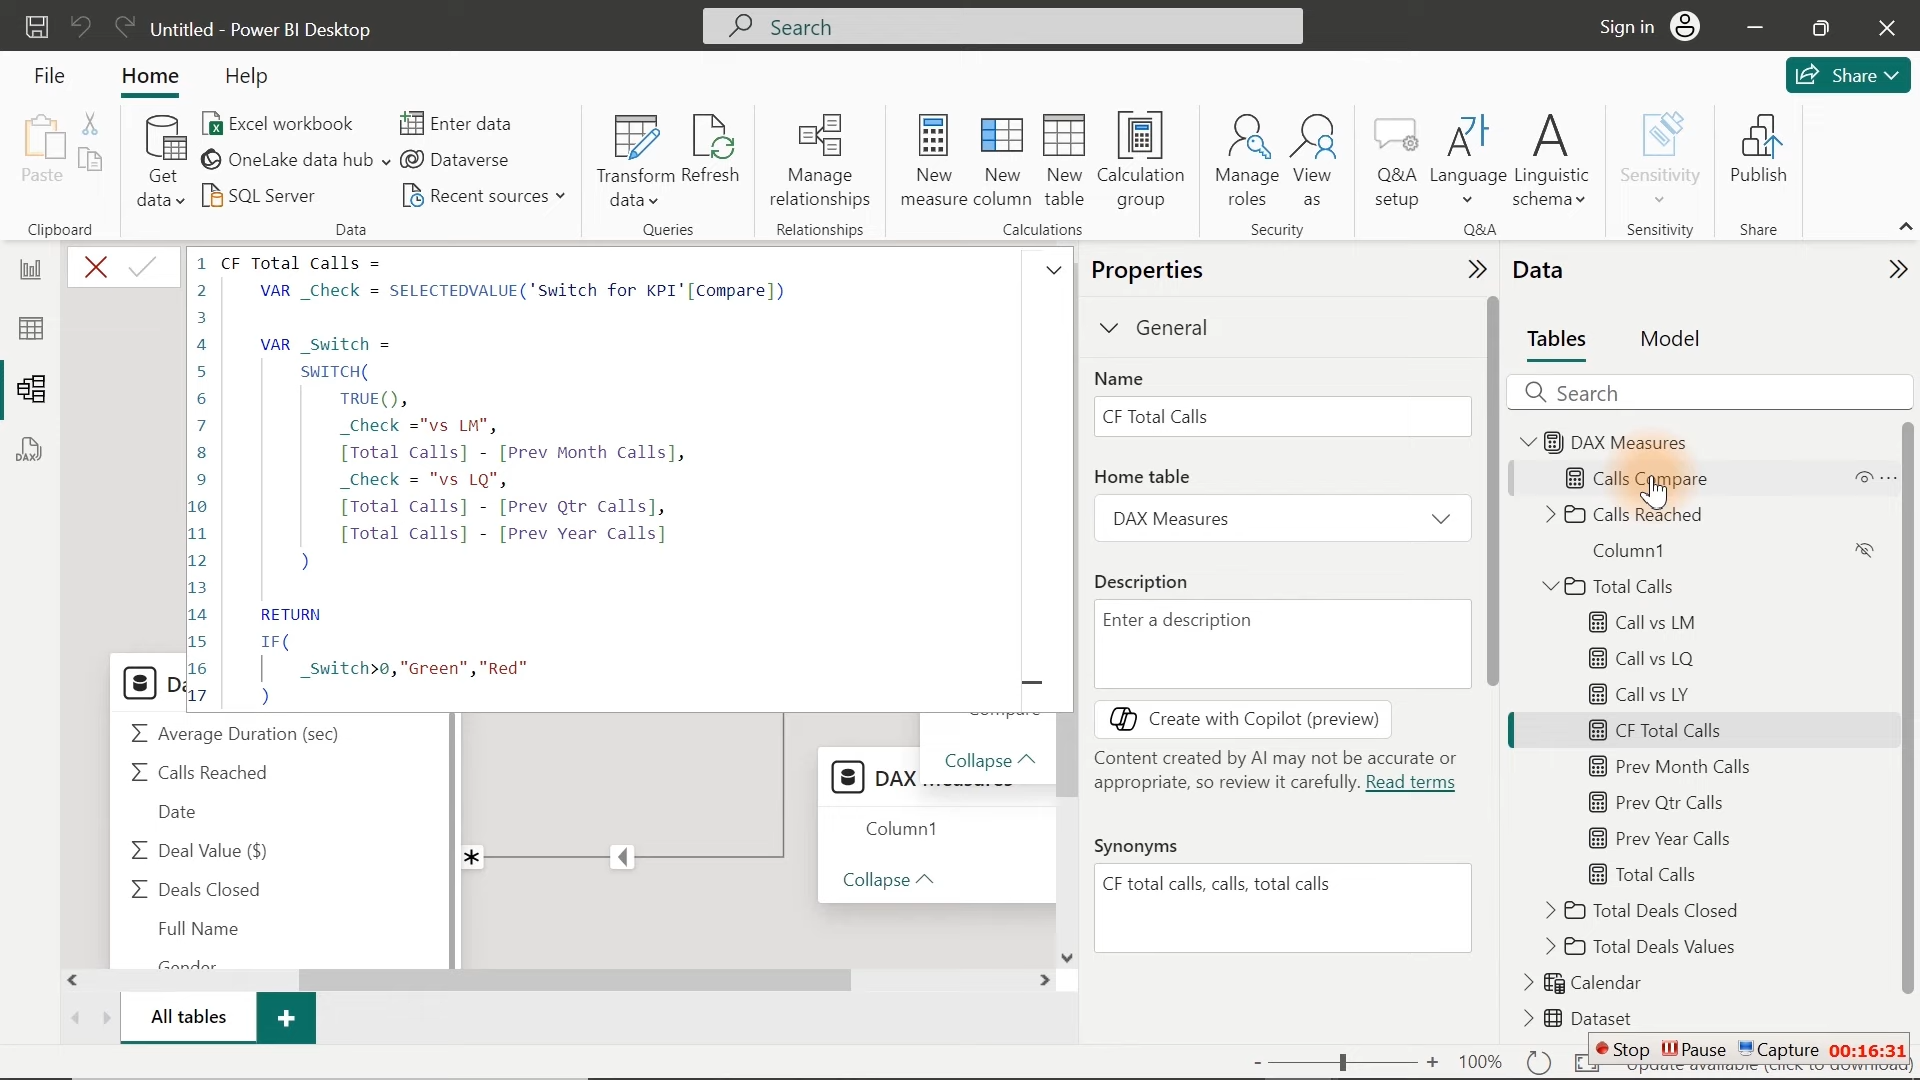 Untitled - Power BI Desktop
Search
Sign in
File
Home
Help
Share
Paste
Clipboard
Get data
Excel workbook
OneLake data hub
SQL Server
Enter data
Dataverse
Recent sources
Data
Transform data
Refresh
Queries
Manage relationships
Relationships
New measure
New column
New table
Calculation group
Calculations
Manage roles
View as
Security
Q&A setup
Language
Linguistic schema
Q&A
Sensitivity
Sensitivity
Publish
Share
DAX
1 CF Total Calls =
2 VAR _Check = SELECTEDVALUE('Switch for KPI'[Compare])
3
4 VAR _Switch =
5 SWITCH(
6 TRUE(),
7 _Check ="vs LM",
8 [Total Calls] - [Prev Month Calls],
9 _Check = "vs LQ",
10 [Total Calls] - [Prev Qtr Calls],
11 [Total Calls] - [Prev Year Calls]
12 )
13
14 RETURN
15 IF(
16 _Switch>0,"Green","Red"
17 )
Average Duration (sec)
Calls Reached
Date
Deal Value ($)
Deals Closed
Full Name
Gender
Compare
Collapse
DAX Measures
Column1
Collapse
All tables
Properties
General
Name
CF Total Calls
Home table
DAX Measures
Description
Enter a description
Create with Copilot (preview)
Content created by AI may not be accurate or
appropriate, so review it carefully. Read terms
Synonyms
CF total calls, calls, total calls
Data
Tables
Model
Search
DAX Measures
Calls Compare
Calls Reached
Column1
Total Calls
Call vs LM
Call vs LQ
Call vs LY
CF Total Calls
Prev Month Calls
Prev Qtr Calls
Prev Year Calls
Total Calls
Total Deals Closed
Total Deals Values
Calendar
Dataset
Stop
Pause
Capture
00:16:31
100%
Update available (click to download)